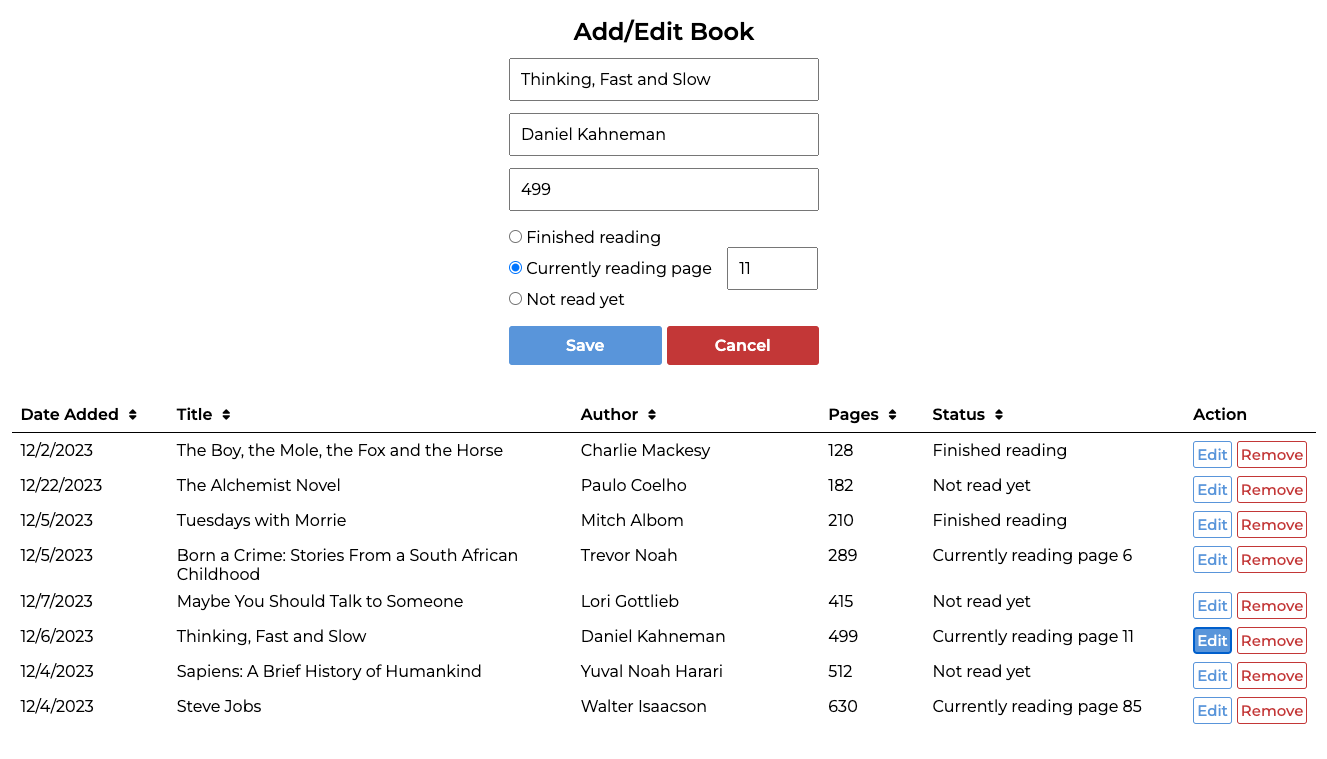 Add/Edit Book
Thinking, Fast and Slow
Daniel Kahneman
499
Finished reading
Currently reading page 11
Not read yet
Save Cancel
Date Added Title Author Pages Status Action
12/2/2023 The Boy, the Mole, the Fox and the Horse Charlie Mackesy 128 Finished reading Edit Remove
12/22/2023 The Alchemist Novel Paulo Coelho 182 Not read yet Edit Remove
12/5/2023 Tuesdays with Morrie Mitch Albom 210 Finished reading Edit Remove
12/5/2023 Born a Crime: Stories From a South African Trevor Noah 289 Currently reading page 6 Edit Remove
Childhood
12/7/2023 Maybe You Should Talk to Someone Lori Gottlieb 415 Not read yet Edit Remove
12/6/2023 Thinking, Fast and Slow Daniel Kahneman 499 Currently reading page 11 Edit Remove
12/4/2023 Sapiens: A Brief History of Humankind Yuval Noah Harari 512 Not read yet Edit Remove
12/4/2023 Steve Jobs Walter Isaacson 630 Currently reading page 85 Edit Remove